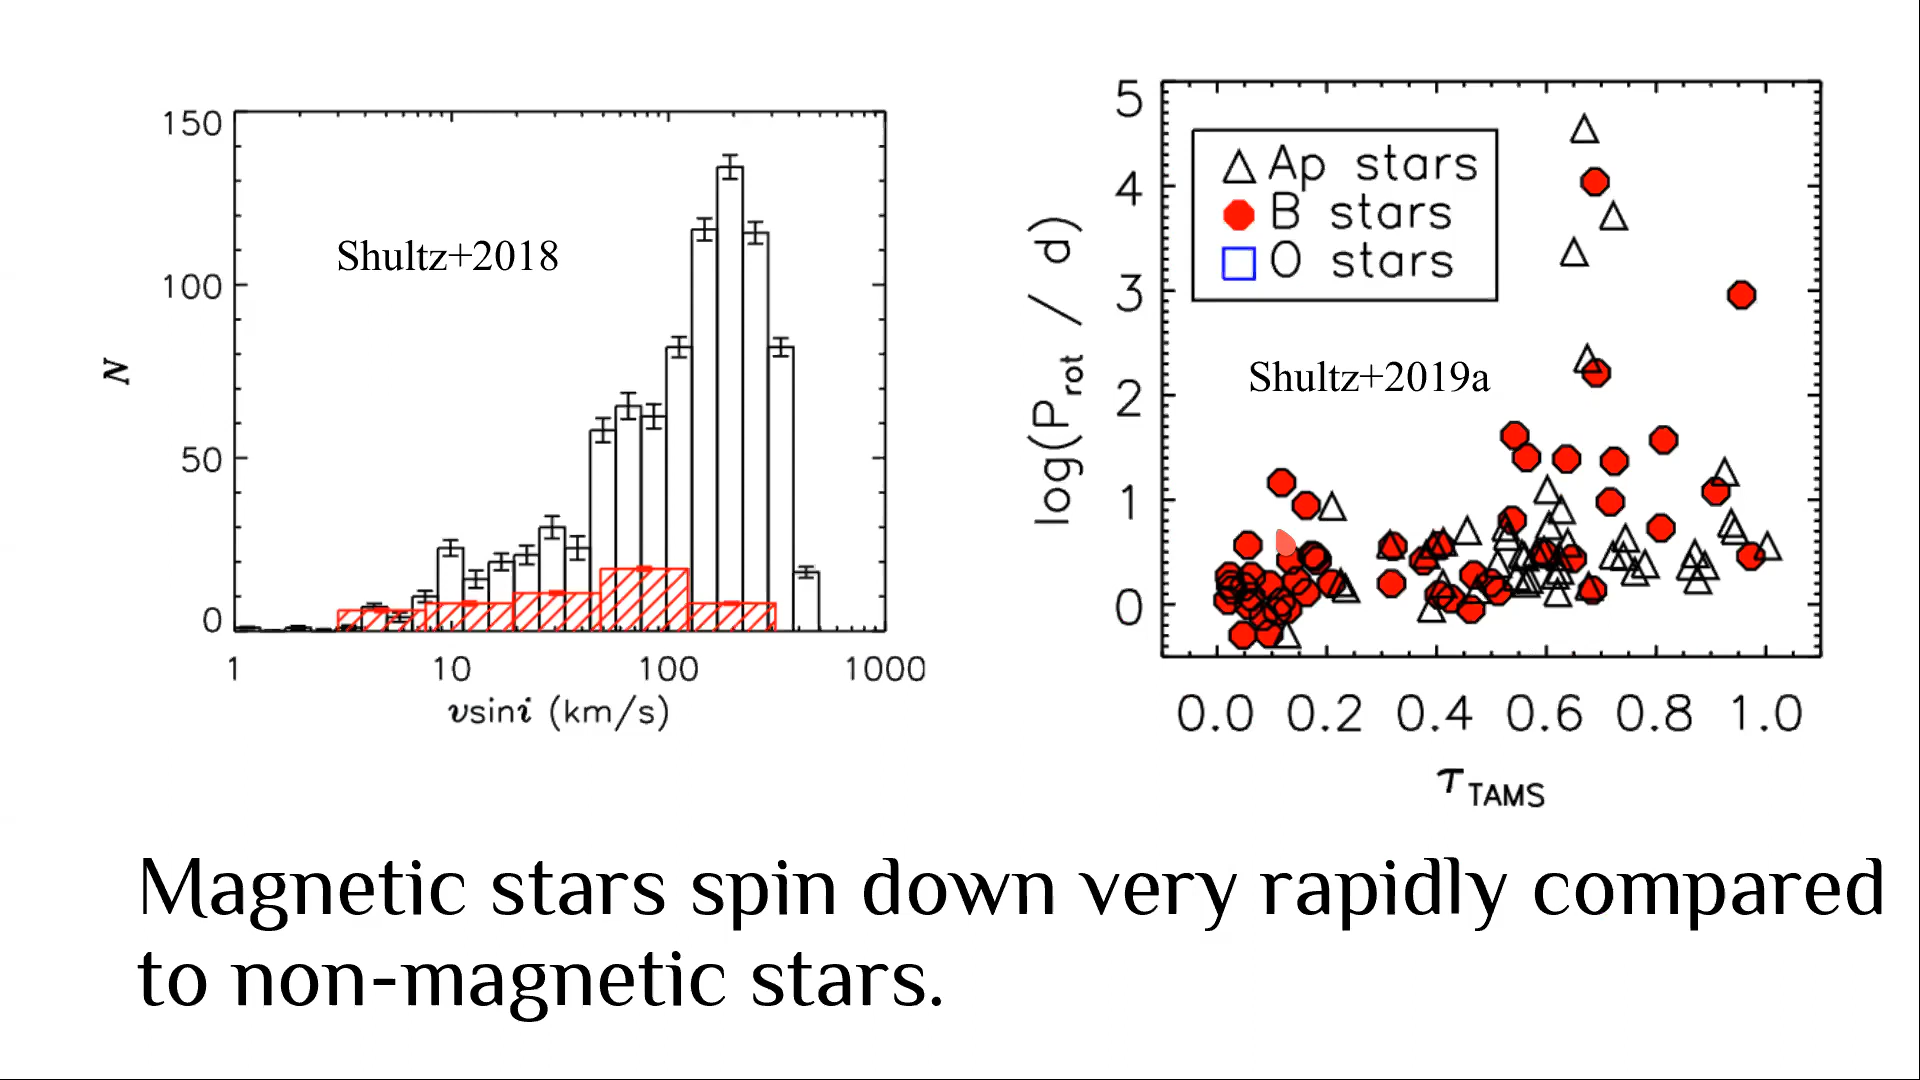 150
100
50
0
N
Shultz+2018
1 10 100 1000
vsini (km/s)
5
4
3
2
1
0
log(Prot / d)
Ap stars
B stars
O stars
Shultz+2019a
0.0 0.2 0.4 0.6 0.8 1.0
τTAMS
Magnetic stars spin down very rapidly compared
to non-magnetic stars.